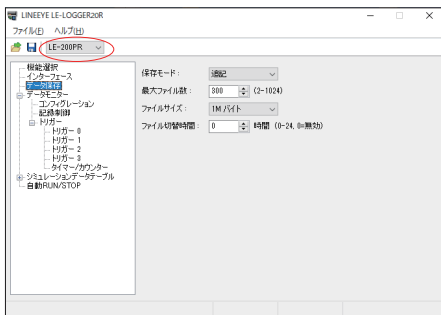 LINEEYE LE-LOGGER20R
ファイル(F) ヘルプ(H)
LE-200PR
機能選択
インターフェース
データ保存
データモニター
コンフィグレーション
記録制御
トリガー
トリガー 0
トリガー 1
トリガー 2
トリガー 3
タイマー/カウンター
シミュレーションデータテーブル
自動RUN/STOP
保存モード： 追記
最大ファイル数： 300 (2-1024)
ファイルサイズ： 1M バイト
ファイル切替時間： 0 時間 (0-24, 0=無効)